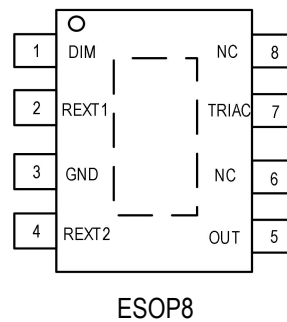 1 DIM NC 8
2 REXT1 TRIAC 7
3 GND NC 6
4 REXT2 OUT 5
ESOP8